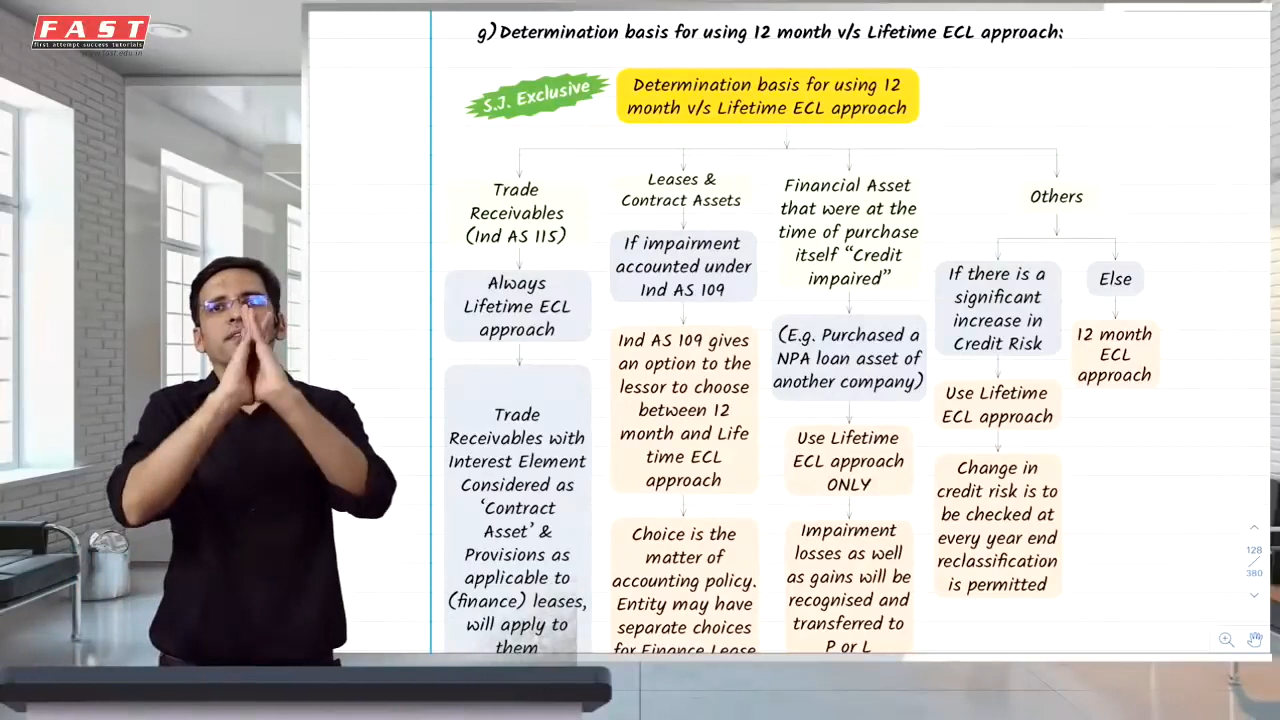 FAST
first attempt success tutorials
www.fast.edu.in
g) Determination basis for using 12 month v/s Lifetime ECL approach:
S.J. Exclusive
Determination basis for using 12
month v/s Lifetime ECL approach
Trade
Receivables
(Ind AS 115)
Always
Lifetime ECL
approach
Trade
Receivables with
Interest Element
Considered as
‘Contract
Asset’ &
Provisions as
applicable to
(finance) leases,
will apply to
them
Leases &
Contract Assets
If impairment
accounted under
Ind AS 109
Ind AS 109 gives
an option to the
lessor to choose
between 12
month and Life
time ECL
approach
Choice is the
matter of
accounting policy.
Entity may have
separate choices
for Finance Lease
Financial Asset
that were at the
time of purchase
itself “Credit
impaired”
(E.g. Purchased a
NPA loan asset of
another company)
Use Lifetime
ECL approach
ONLY
Impairment
losses as well
as gains will be
recognised and
transferred to
P or L
Others
If there is a
significant
increase in
Credit Risk
Use Lifetime
ECL approach
Change in
credit risk is to
be checked at
every year end
reclassification
is permitted
Else
12 month
ECL
approach
128
380